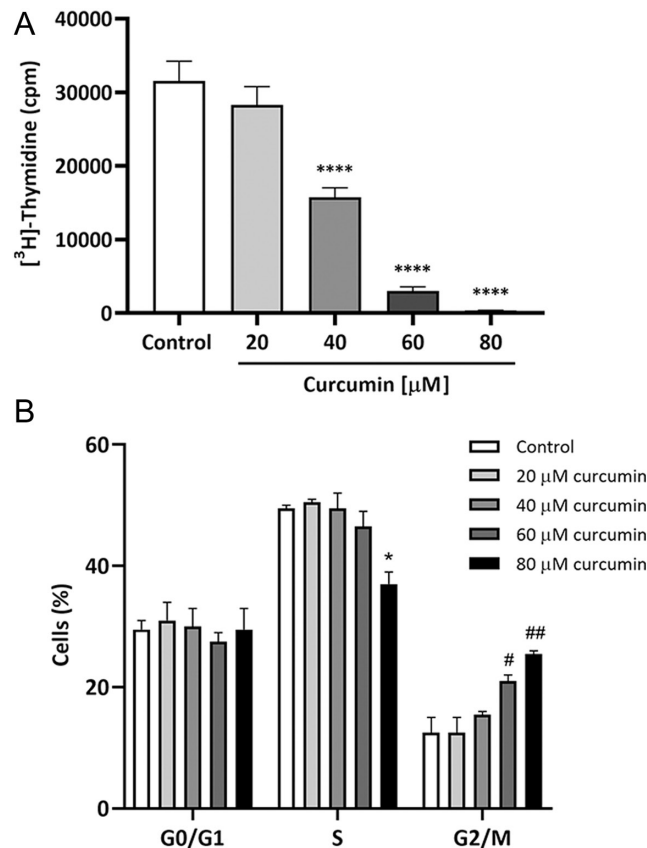 A
40000
30000
20000
10000
0
[³H]-Thymidine (cpm)
****
****
****
Control 20 40 60 80
Curcumin [μM]
B
60
40
20
0
Cells (%)
Control
20 μM curcumin
40 μM curcumin
60 μM curcumin
80 μM curcumin
*
#
##
G0/G1 S G2/M